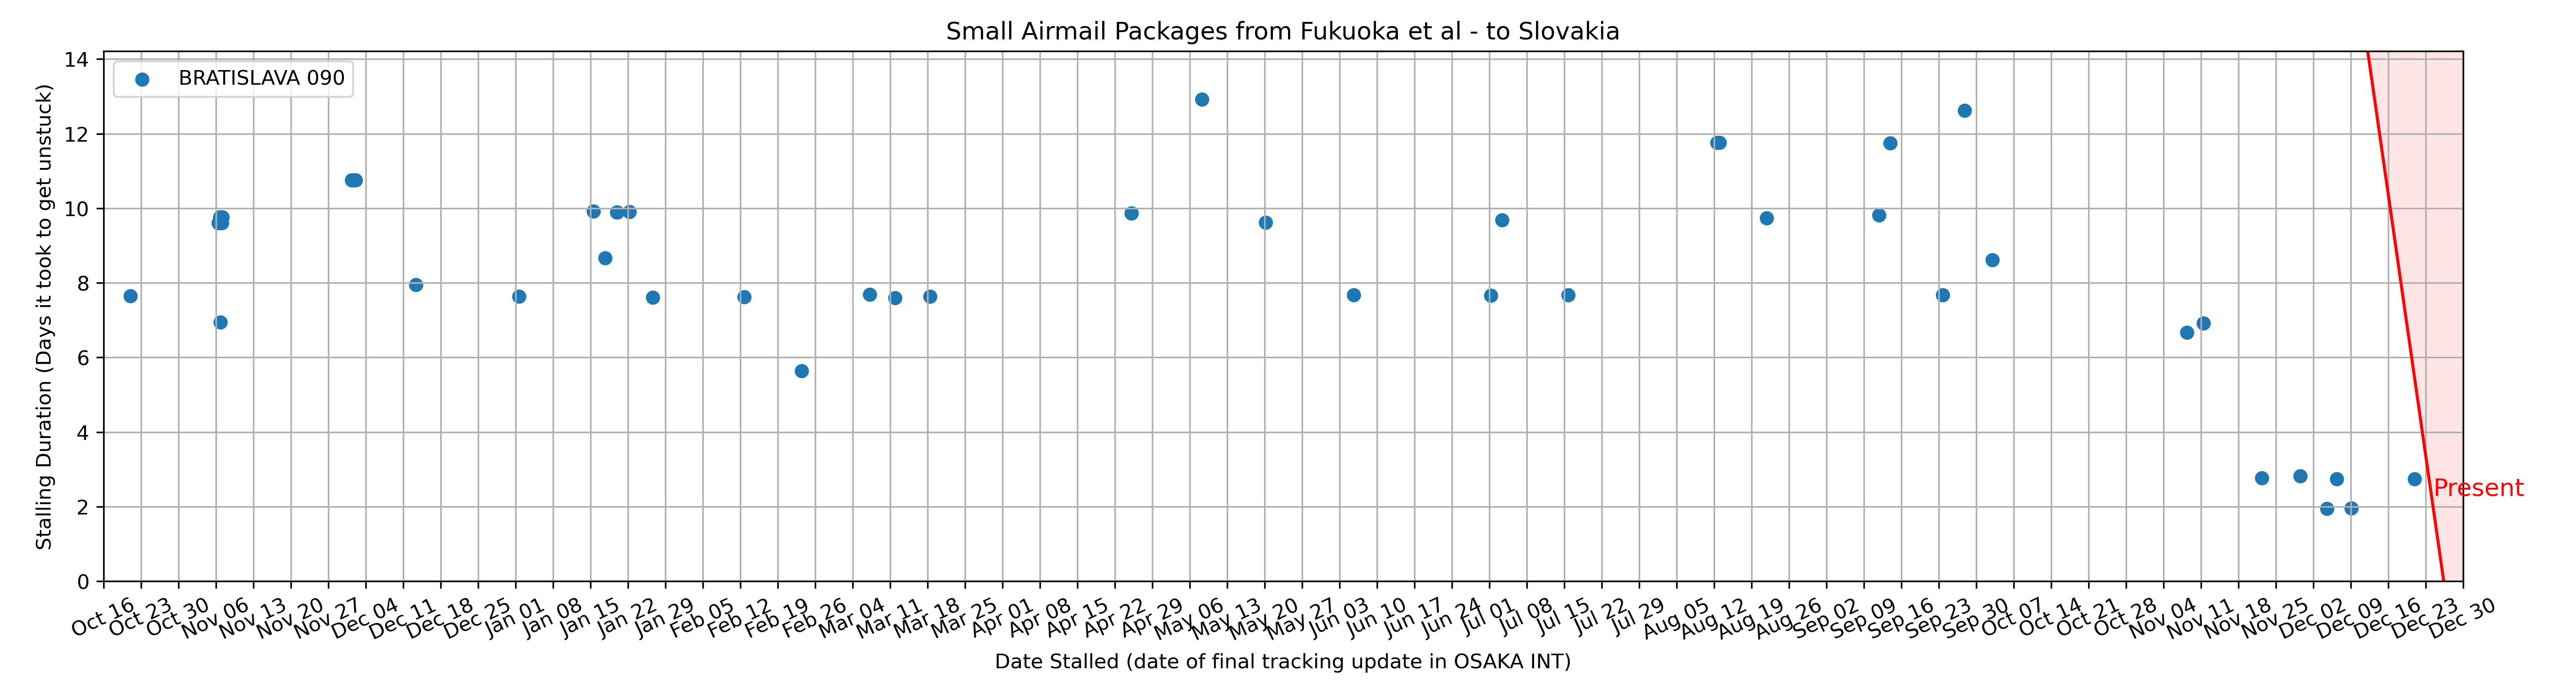 Small Airmail Packages from Fukuoka et al - to Slovakia
BRATISLAVA 090
Stalling Duration (Days it took to get unstuck)
14
12
10
8
6
4
2
0
Present
Oct 16
Oct 23
Oct 30
Nov 06
Nov 13
Nov 20
Nov 27
Dec 04
Dec 11
Dec 18
Dec 25
Jan 01
Jan 08
Jan 15
Jan 22
Jan 29
Feb 05
Feb 12
Feb 19
Feb 26
Mar 04
Mar 11
Mar 18
Mar 25
Apr 01
Apr 08
Apr 15
Apr 22
Apr 29
May 06
May 13
May 20
May 27
Jun 03
Jun 10
Jun 17
Jun 24
Jul 01
Jul 08
Jul 15
Jul 22
Jul 29
Aug 05
Aug 12
Aug 19
Aug 26
Sep 02
Sep 09
Sep 16
Sep 23
Sep 30
Oct 07
Oct 14
Oct 21
Oct 28
Nov 04
Nov 11
Nov 18
Nov 25
Dec 02
Dec 09
Dec 16
Dec 23
Dec 30
Date Stalled (date of final tracking update in OSAKA INT)